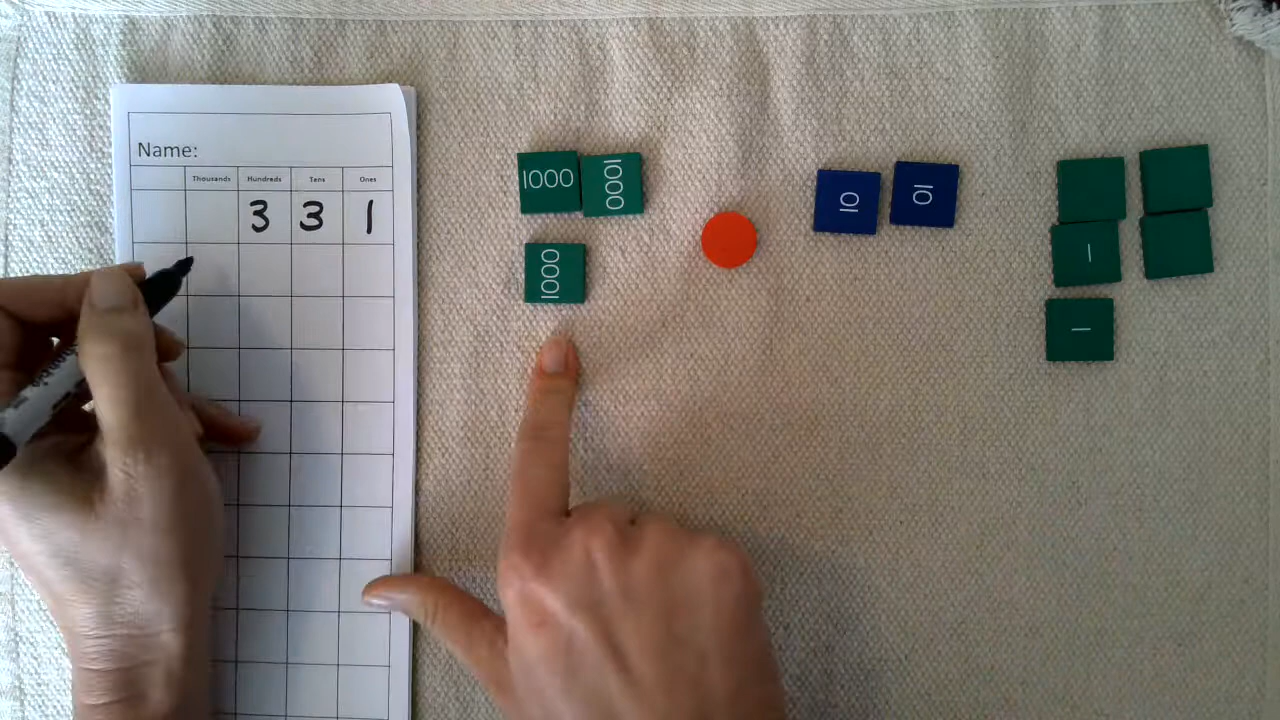 Name:
Thousands Hundreds Tens Ones
3 3 1
1000 1000
1000
10 10
1
1